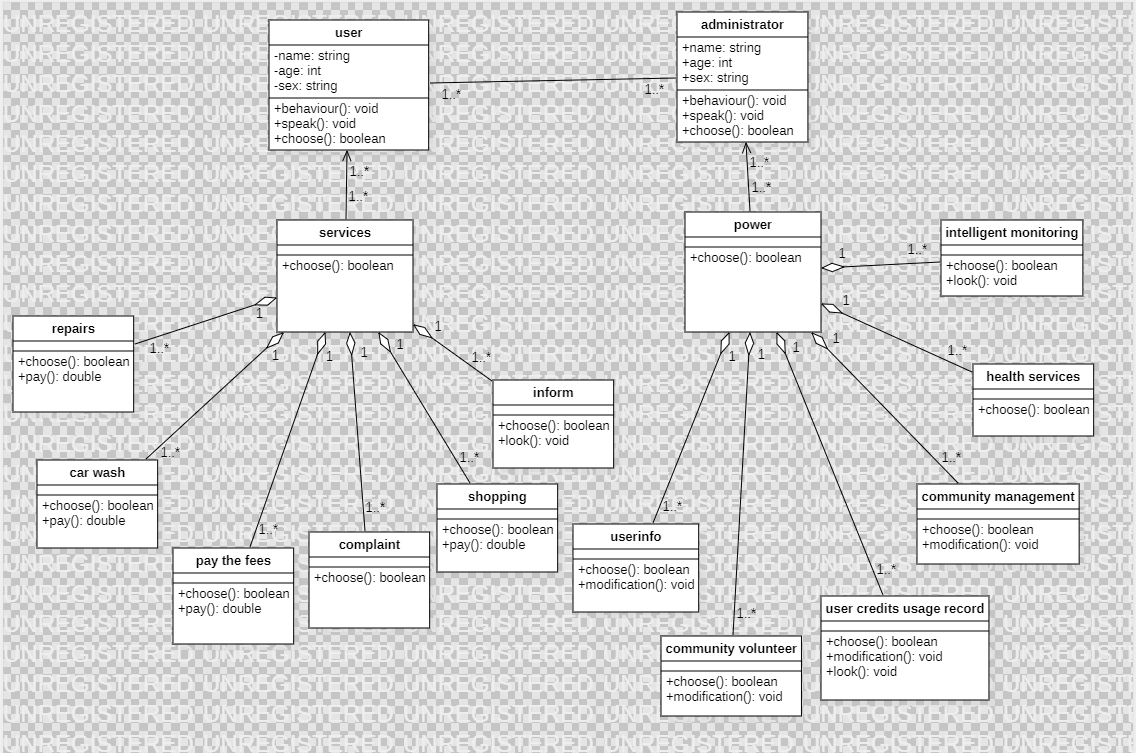 user
-name: string
-age: int
-sex: string
+behaviour(): void
+speak(): void
+choose(): boolean
administrator
+name: string
+age: int
+sex: string
+behaviour(): void
+speak(): void
+choose(): boolean
1..*
1..*
1..*
1..*
1..*
1..*
services
+choose(): boolean
power
+choose(): boolean
intelligent monitoring
+choose(): boolean
+look(): void
1
1..*
repairs
+choose(): boolean
+pay(): double
1
1..*
1
1..*
1
1..*
1
1..*
1
1..*
1
1..*
inform
+choose(): boolean
+look(): void
health services
+choose(): boolean
1
1..*
1
1..*
1
1..*
1
1..*
1
1..*
car wash
+choose(): boolean
+pay(): double
shopping
+choose(): boolean
+pay(): double
community management
+choose(): boolean
+modification(): void
pay the fees
+choose(): boolean
+pay(): double
complaint
+choose(): boolean
userinfo
+choose(): boolean
+modification(): void
user credits usage record
+choose(): boolean
+modification(): void
+look(): void
community volunteer
+choose(): boolean
+modification(): void
UNREGISTERED